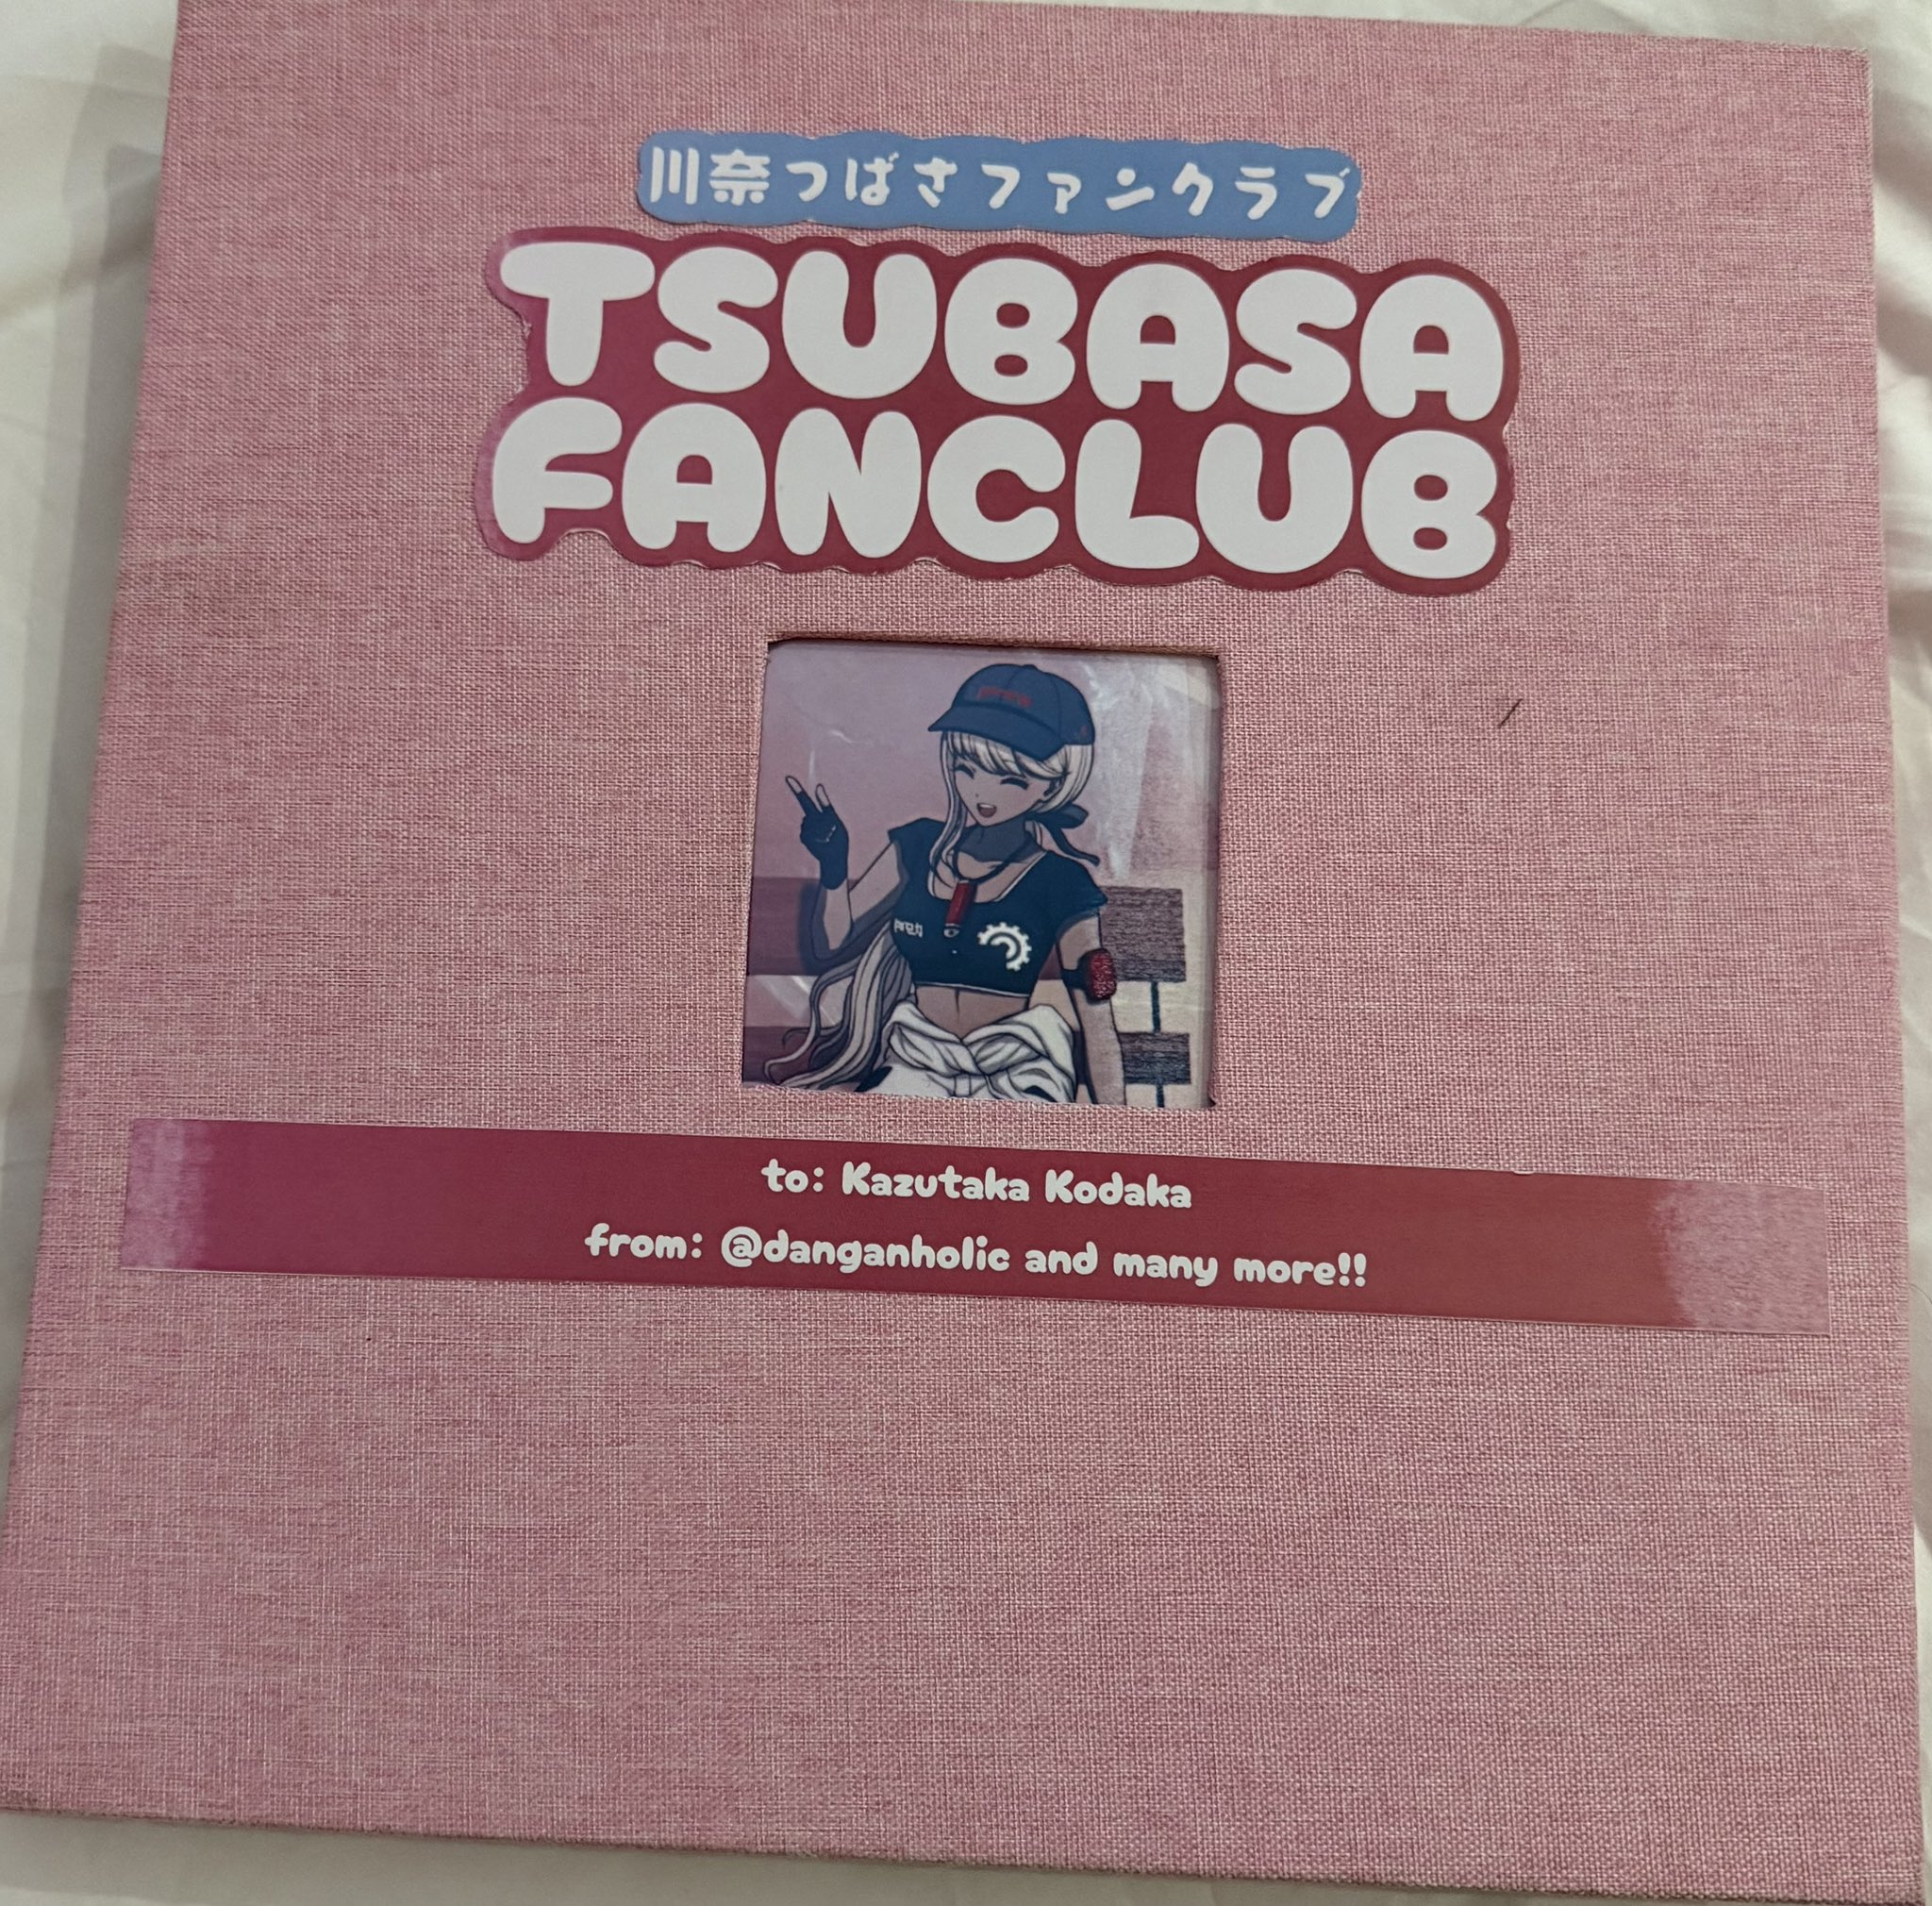 川奈つばさファンクラブ
TSUBASA
FANCLUB
to: Kazutaka Kodaka
from: @danganholic and many more!!